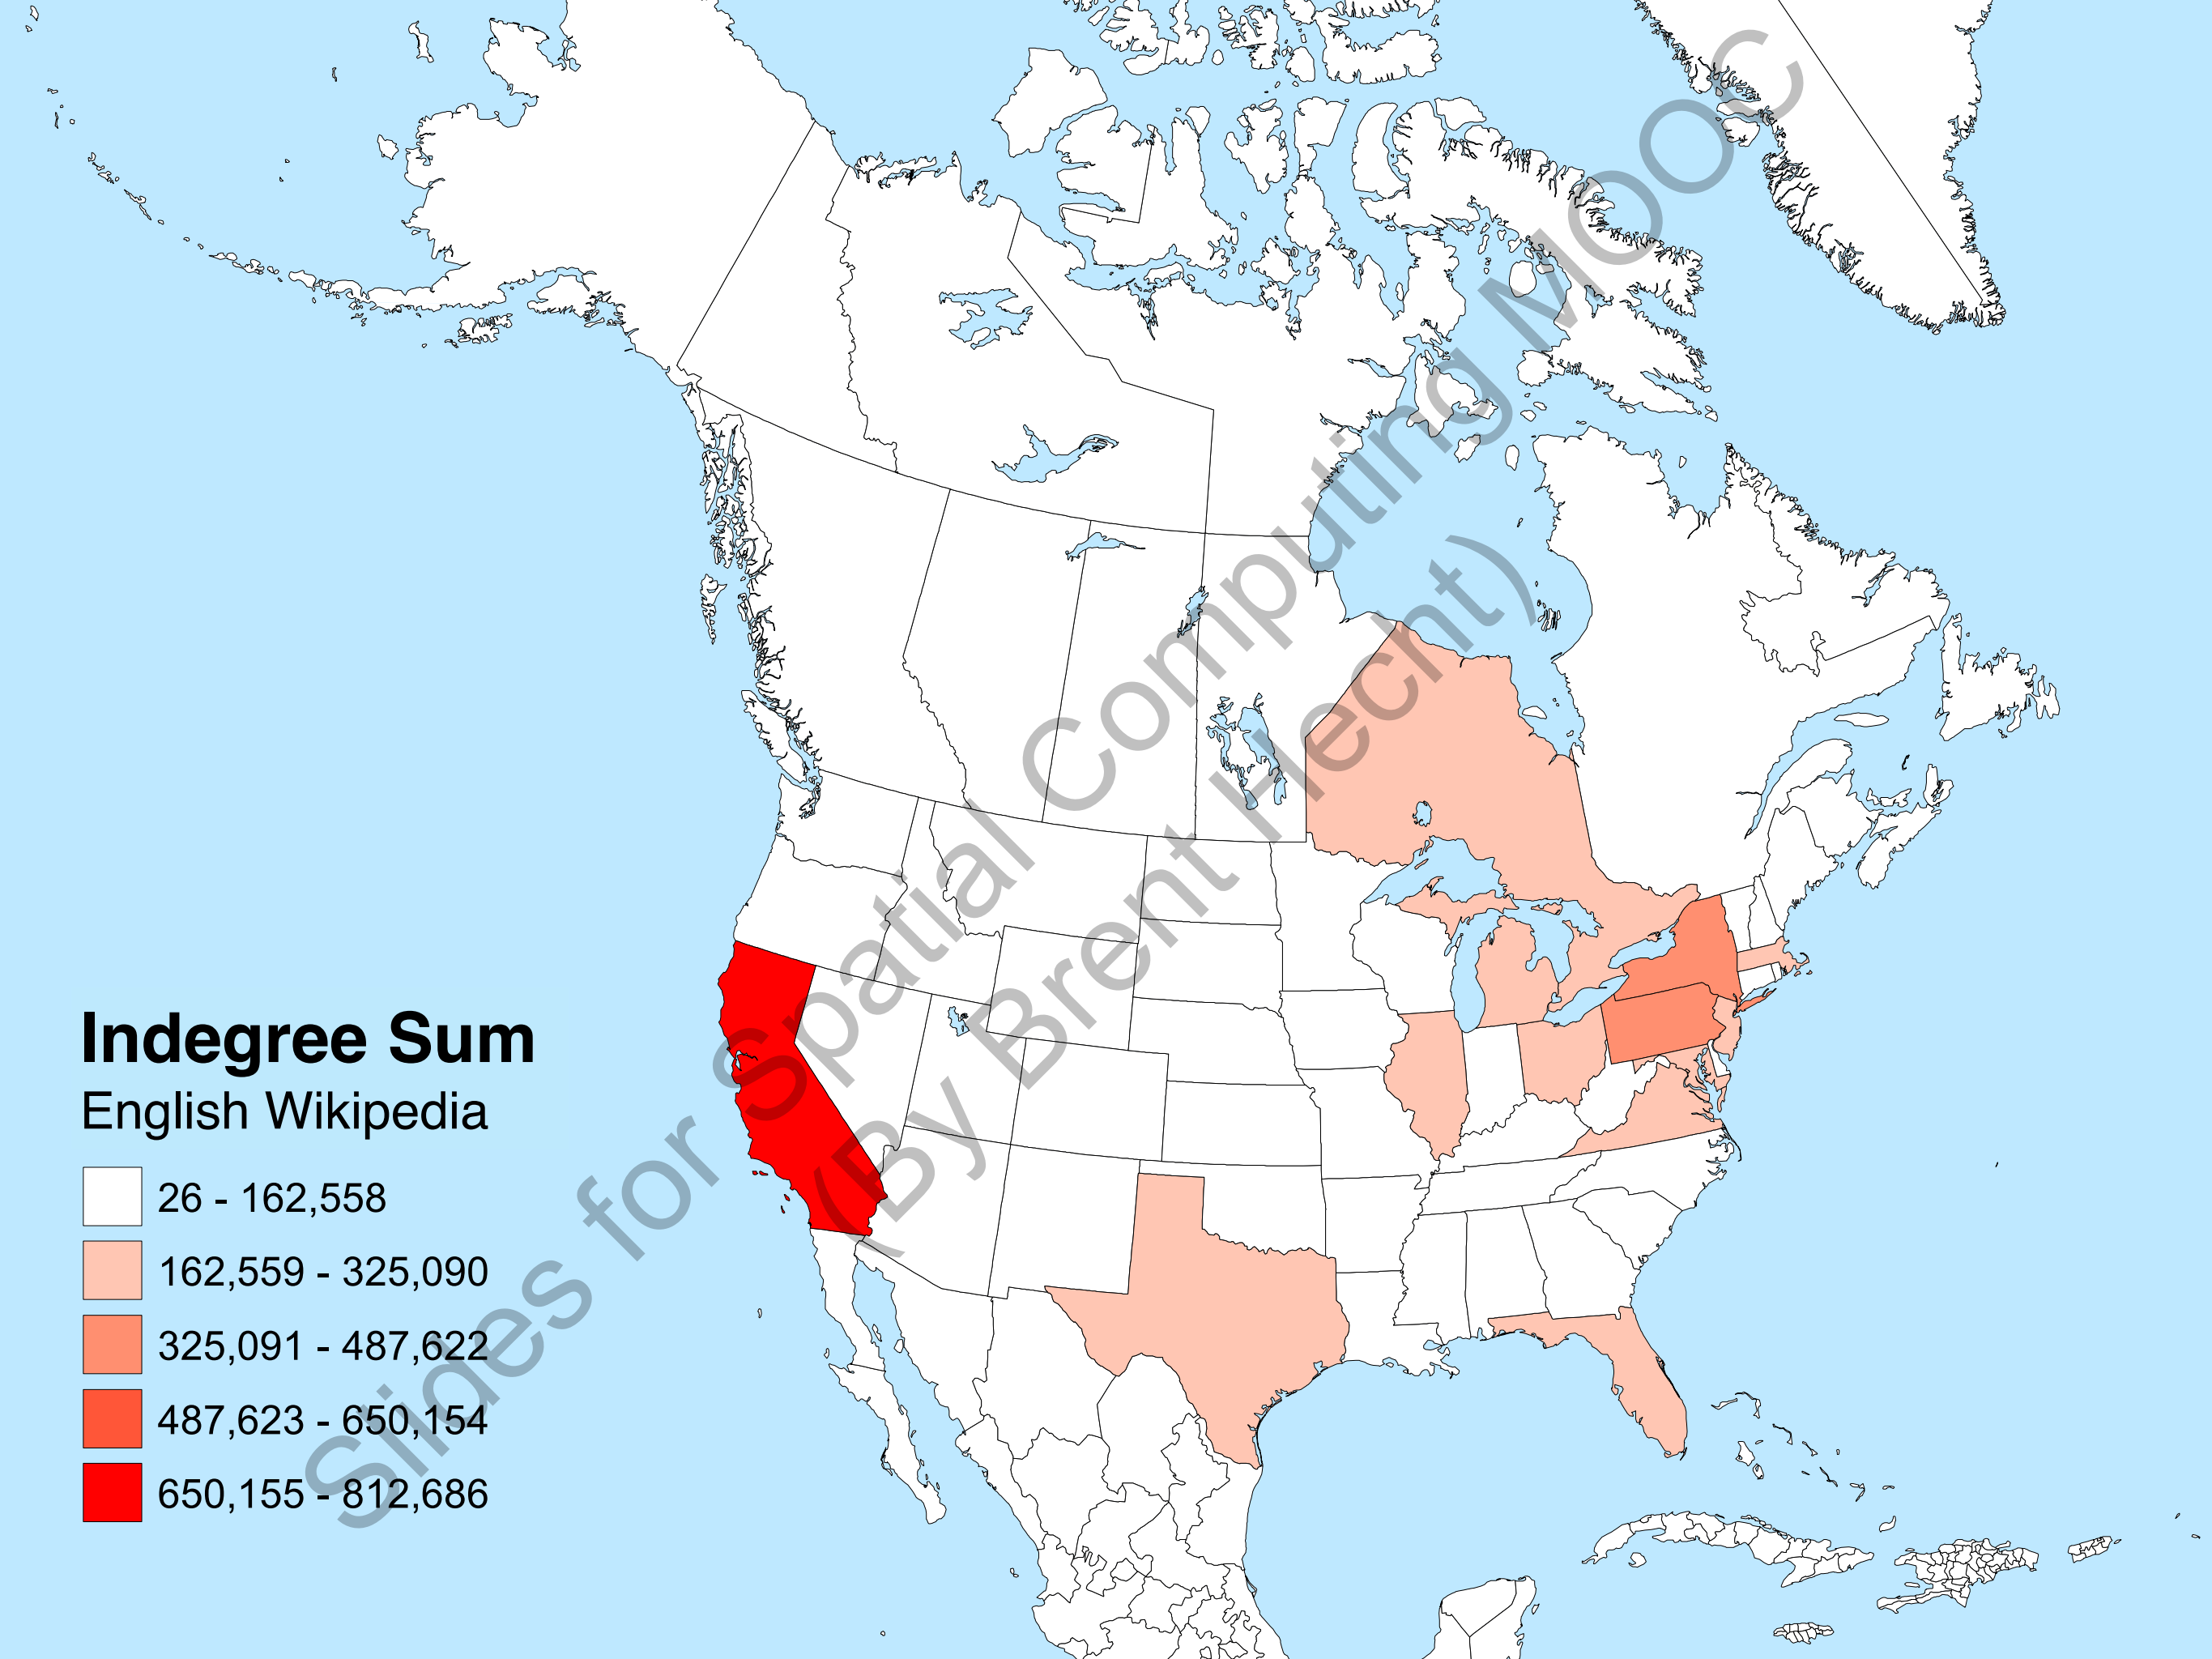 Slides for Spatial Computing MOOC
(By Brent Hecht)
Indegree Sum
English Wikipedia
26 - 162,558
162,559 - 325,090
325,091 - 487,622
487,623 - 650,154
650,155 - 812,686